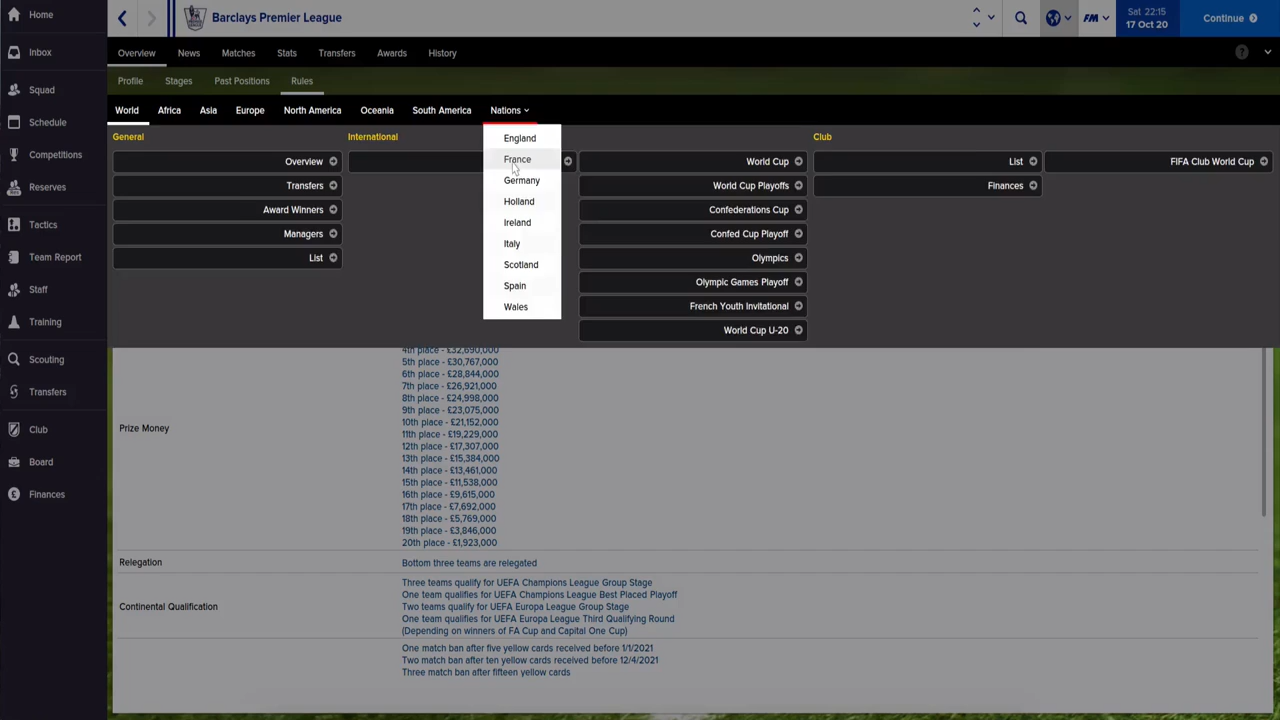 Home
Inbox
Squad
Schedule
Competitions
Reserves
Tactics
Team Report
Staff
Training
Scouting
Transfers
Club
Board
Finances
Barclays Premier League
FM
Sat 22:15
17 Oct 20
Continue
Overview News Matches Stats Transfers Awards History
?
Profile Stages Past Positions Rules
World Africa Asia Europe North America Oceania South America Nations
General
Overview
Transfers
Award Winners
Managers
List
International
England
France
Germany
Holland
Ireland
Italy
Scotland
Spain
Wales
World Cup
World Cup Playoffs
Confederations Cup
Confed Cup Playoff
Olympics
Olympic Games Playoff
French Youth Invitational
World Cup U-20
Club
List
Finances
FIFA Club World Cup
Prize Money
4th place - £32,690,000
5th place - £30,767,000
6th place - £28,844,000
7th place - £26,921,000
8th place - £24,998,000
9th place - £23,075,000
10th place - £21,152,000
11th place - £19,229,000
12th place - £17,307,000
13th place - £15,384,000
14th place - £13,461,000
15th place - £11,538,000
16th place - £9,615,000
17th place - £7,692,000
18th place - £5,769,000
19th place - £3,846,000
20th place - £1,923,000
Relegation
Bottom three teams are relegated
Continental Qualification
Three teams qualify for UEFA Champions League Group Stage
One team qualifies for UEFA Champions League Best Placed Playoff
Two teams qualify for UEFA Europa League Group Stage
One team qualifies for UEFA Europa League Third Qualifying Round
(Depending on winners of FA Cup and Capital One Cup)
One match ban after five yellow cards received before 1/1/2021
Two match ban after ten yellow cards received before 12/4/2021
Three match ban after fifteen yellow cards